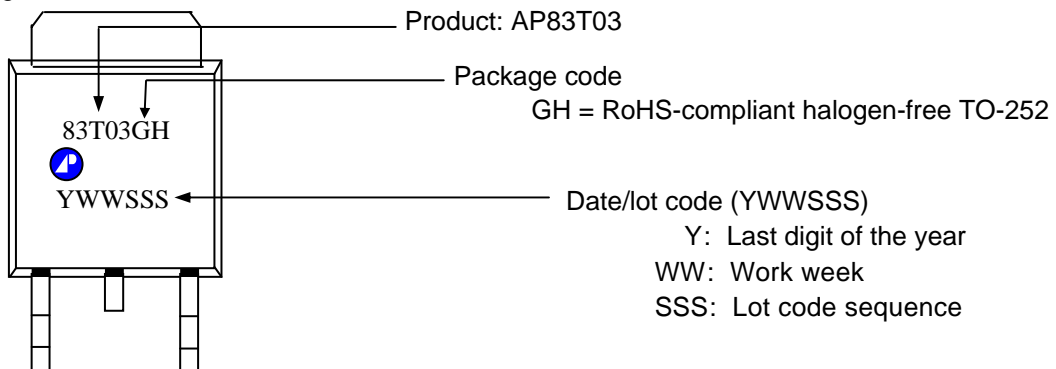 Product: AP83T03
Package code
GH = RoHS-compliant halogen-free TO-252
83T03GH
YWWSSS
Date/lot code (YWWSSS)
Y: Last digit of the year
WW: Work week
SSS: Lot code sequence